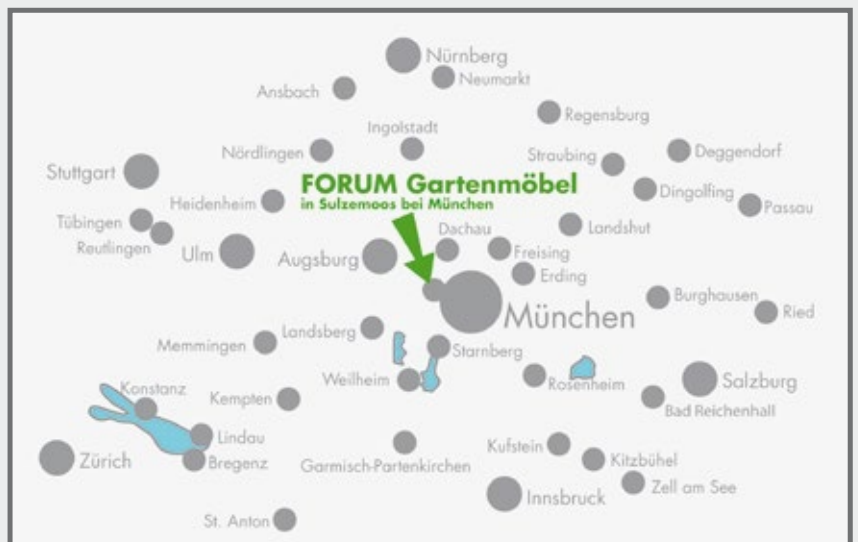 Nürnberg
Neumarkt
Ansbach
Regensburg
Ingolstadt
Nördlingen
Straubing
Deggendorf
Stuttgart
FORUM Gartenmöbel
in Sulzemoos bei München
Dingolfing
Heidenheim
Passau
Tübingen
Reutlingen
Landshut
Dachau
Ulm
Augsburg
Freising
Erding
München
Burghausen
Ried
Landsberg
Memmingen
Starnberg
Weilheim
Rosenheim
Salzburg
Konstanz
Kempten
Bad Reichenhall
Lindau
Kufstein
Zürich
Bregenz
Garmisch-Partenkirchen
Kitzbühel
Zell am See
Innsbruck
St. Anton